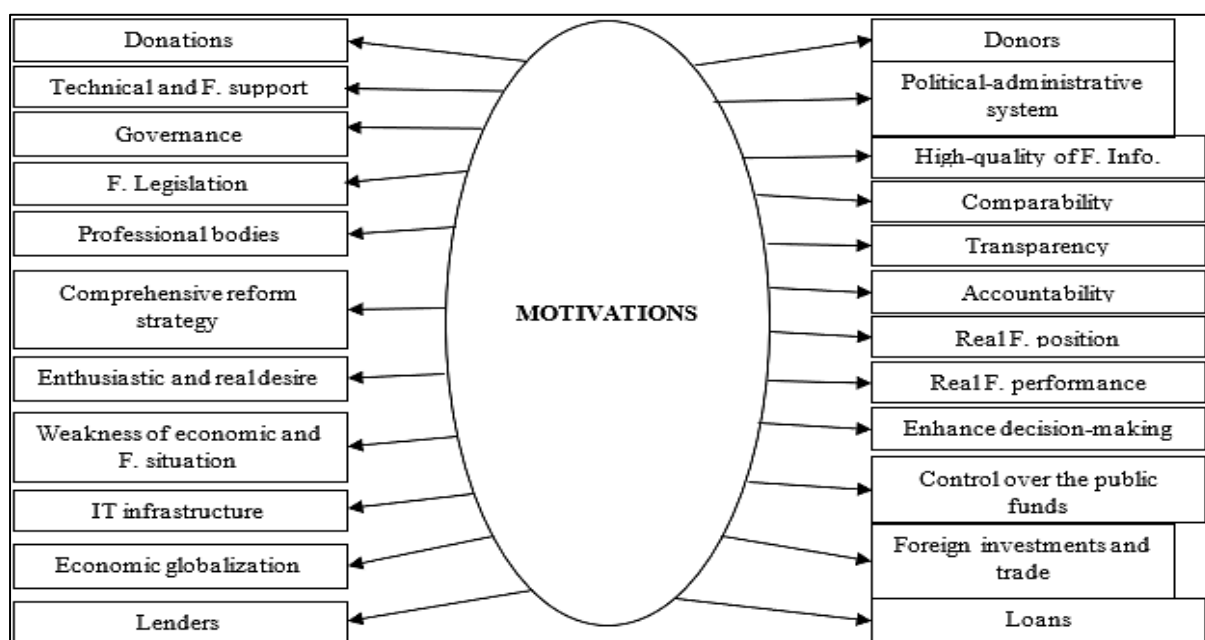 Donations
Technical and F. support
Governance
F. Legislation
Professional bodies
Comprehensive reform
strategy
Enthusiastic and real desire
Weakness of economic and
F. situation
IT infrastructure
Economic globalization
Lenders
MOTIVATIONS
Donors
Political-administrative
system
High-quality of F. Info.
Comparability
Transparency
Accountability
Real F. position
Real F. performance
Enhance decision-making
Control over the public
funds
Foreign investments and
trade
Loans